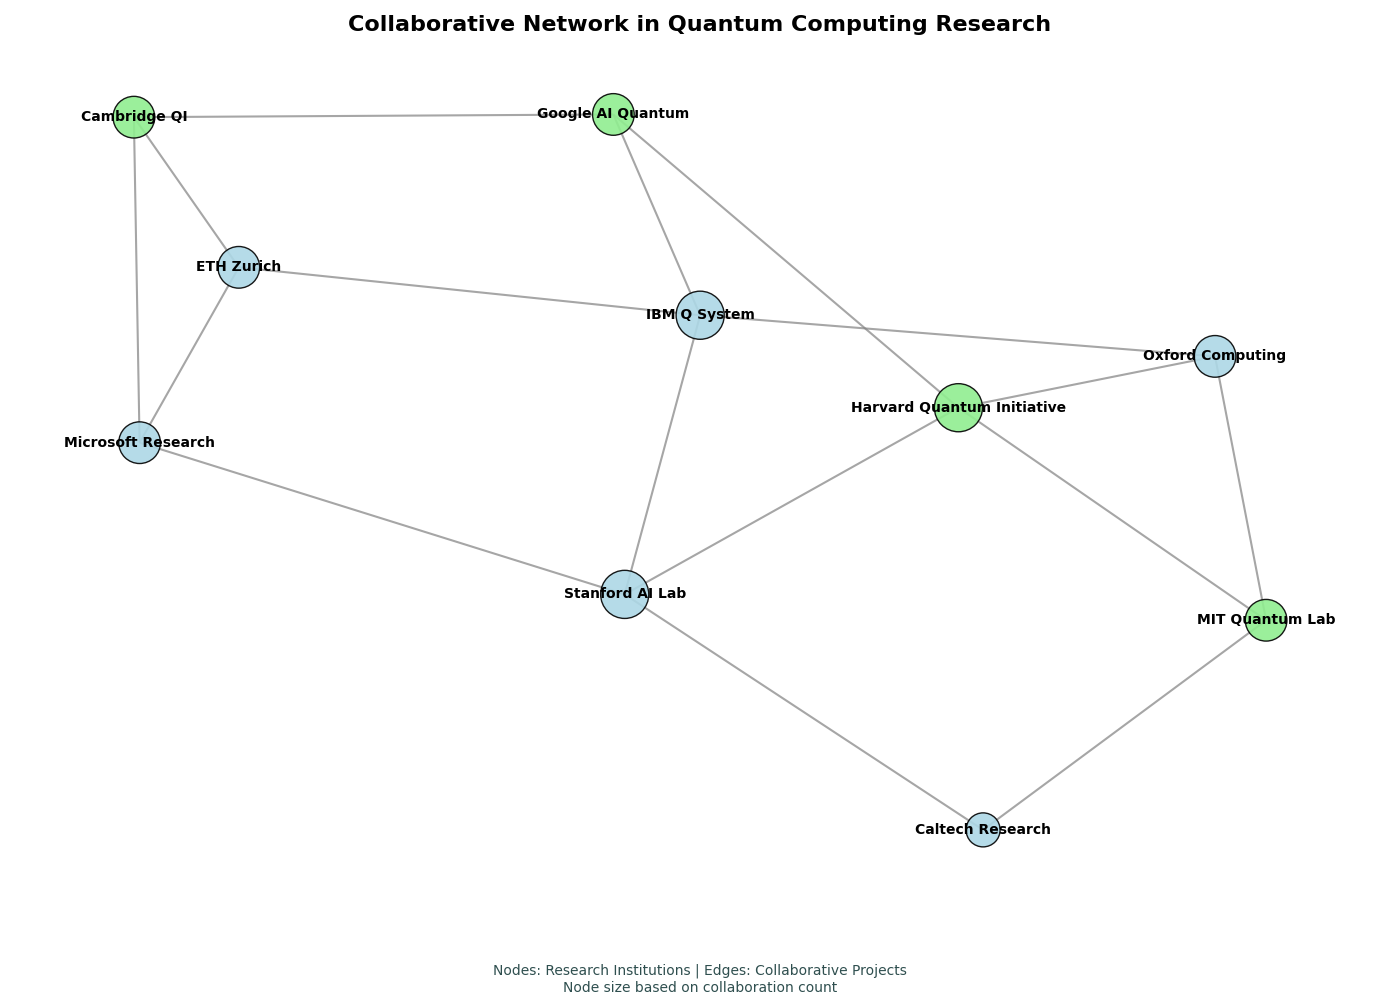 Collaborative Network in Quantum Computing Research
Cambridge QI
Google AI Quantum
ETH Zurich
IBM Q System
Oxford Computing
Harvard Quantum Initiative
Microsoft Research
Stanford AI Lab
MIT Quantum Lab
Caltech Research
Nodes: Research Institutions | Edges: Collaborative Projects
Node size based on collaboration count